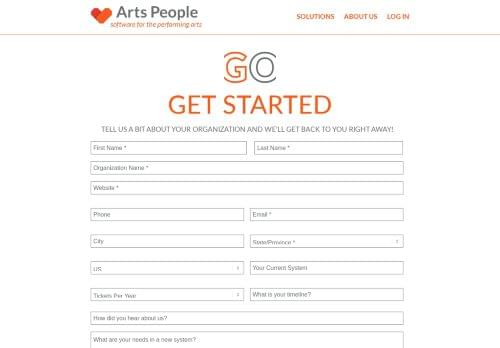 Arts People
software for the performing arts
SOLUTIONS ABOUT US LOG IN
GO
GET STARTED
TELL US A BIT ABOUT YOUR ORGANIZATION AND WE'LL GET BACK TO YOU RIGHT AWAY!
First Name * Last Name *
Organization Name *
Website *
Phone Email *
City State/Province *
US Your Current System
Tickets Per Year What is your timeline?
How did you hear about us?
What are your needs in a new system?